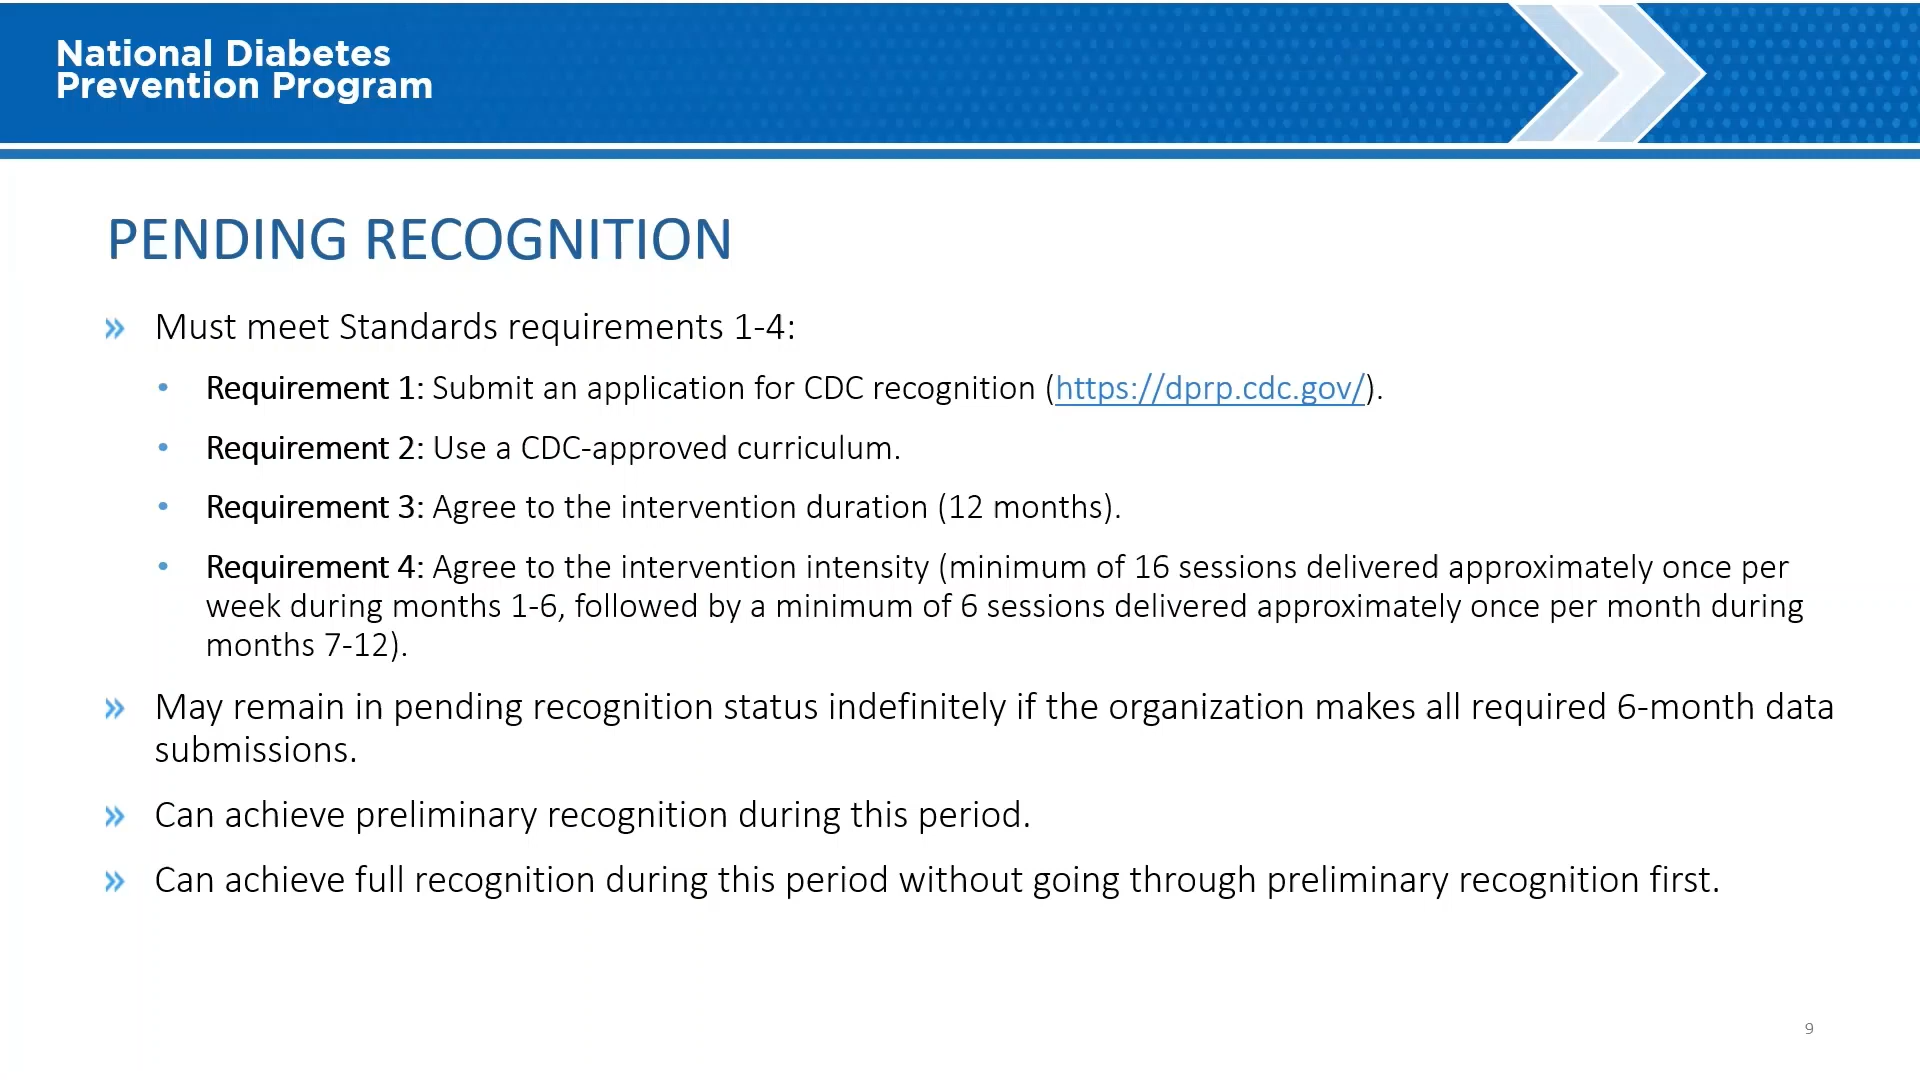 National Diabetes
Prevention Program
PENDING RECOGNITION
» Must meet Standards requirements 1-4:
• Requirement 1: Submit an application for CDC recognition (https://dprp.cdc.gov/).
• Requirement 2: Use a CDC-approved curriculum.
• Requirement 3: Agree to the intervention duration (12 months).
• Requirement 4: Agree to the intervention intensity (minimum of 16 sessions delivered approximately once per
week during months 1-6, followed by a minimum of 6 sessions delivered approximately once per month during
months 7-12).
» May remain in pending recognition status indefinitely if the organization makes all required 6-month data
submissions.
» Can achieve preliminary recognition during this period.
» Can achieve full recognition during this period without going through preliminary recognition first.
9